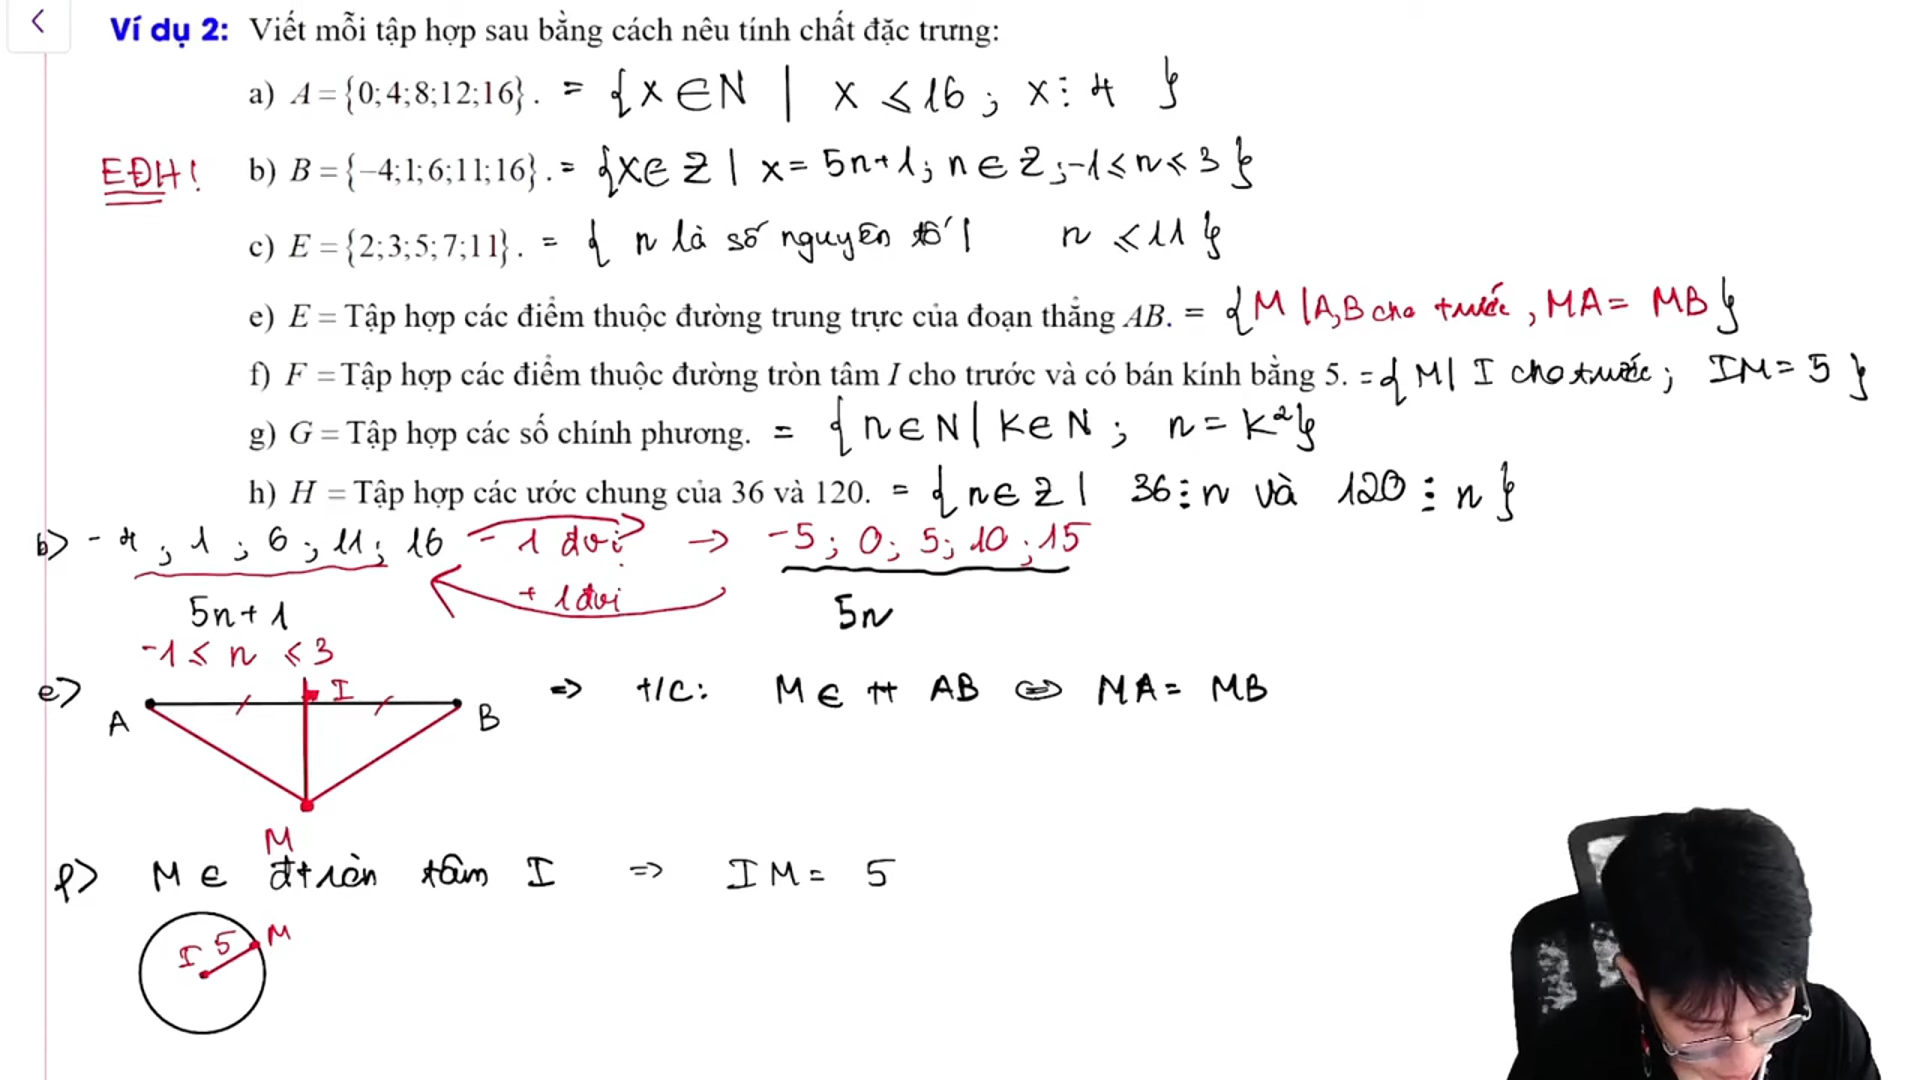 Ví dụ 2: Viết mỗi tập hợp sau bằng cách nêu tính chất đặc trưng:
a) A = {0;4;8;12;16}. = {x ∈ N | x ⩽ 16 ; x ⋮ 4 }
EĐH! b) B = {−4;1;6;11;16}. = {x ∈ Z | x = 5n+1 ; n ∈ Z ; -1 ⩽ n ⩽ 3 }
c) E = {2;3;5;7;11}. = { n là số nguyên tố | n ⩽ 11 }
e) E = Tập hợp các điểm thuộc đường trung trực của đoạn thẳng AB. = {M | A,B cho trước , MA = MB }
f) F = Tập hợp các điểm thuộc đường tròn tâm I cho trước và có bán kính bằng 5. = { M | I cho trước ; IM = 5 }
g) G = Tập hợp các số chính phương. = { n ∈ N | k ∈ N ; n = k² }
h) H = Tập hợp các ước chung của 36 và 120. = { n ∈ Z | 36 ⋮ n và 120 ⋮ n }
b) -4 ; 1 ; 6 ; 11 ; 16 - 1 đvị → -5 ; 0 ; 5 ; 10 ; 15
+ 1 đvị
5n + 1 5n
-1 ⩽ n ⩽ 3
e) A I B ⇒ t/c: M ∈ tt AB ⇔ MA = MB
M
f) M ∈ đtròn tâm I ⇒ IM = 5
I 5 M